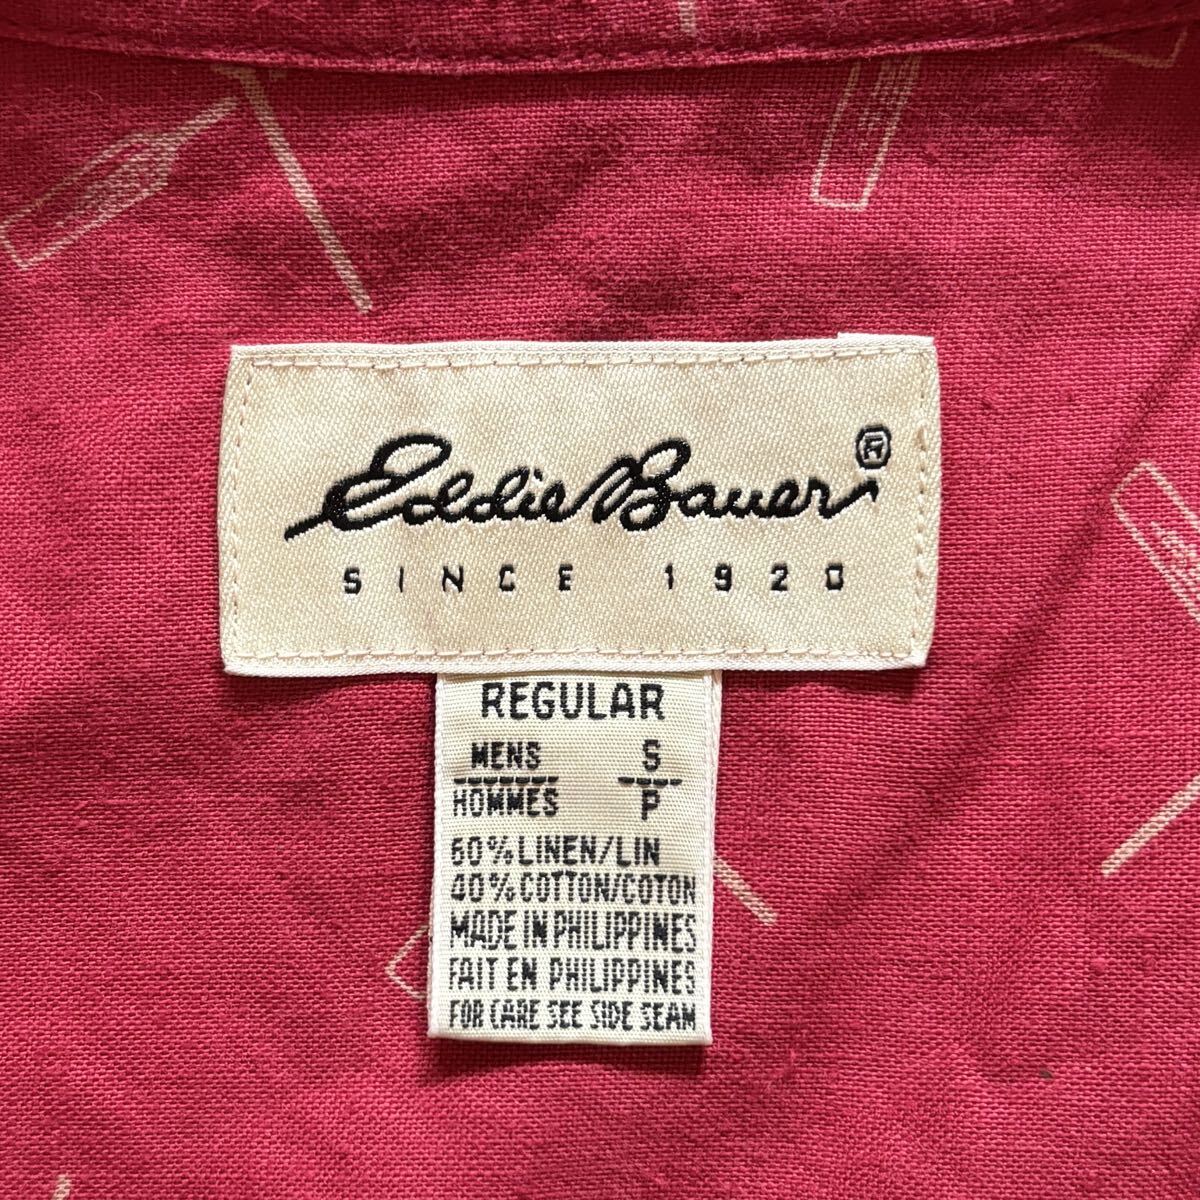 Eddie Bauer®
SINCE 1920
REGULAR
MENS S
HOMMES P
60% LINEN/LIN
40% COTTON/COTON
MADE IN PHILIPPINES
FAIT EN PHILIPPINES
FOR CARE SEE SIDE SEAM